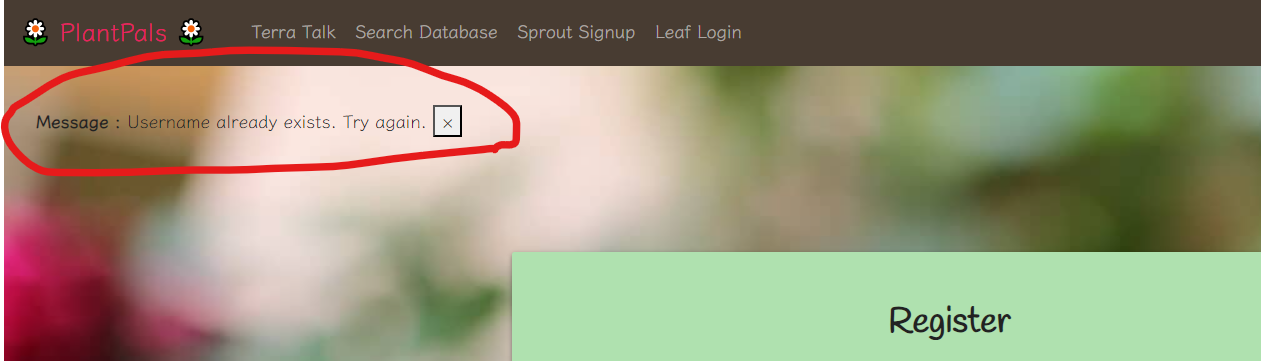 PlantPals Terra Talk Search Database Sprout Signup Leaf Login
Message : Username already exists. Try again. ×
Register